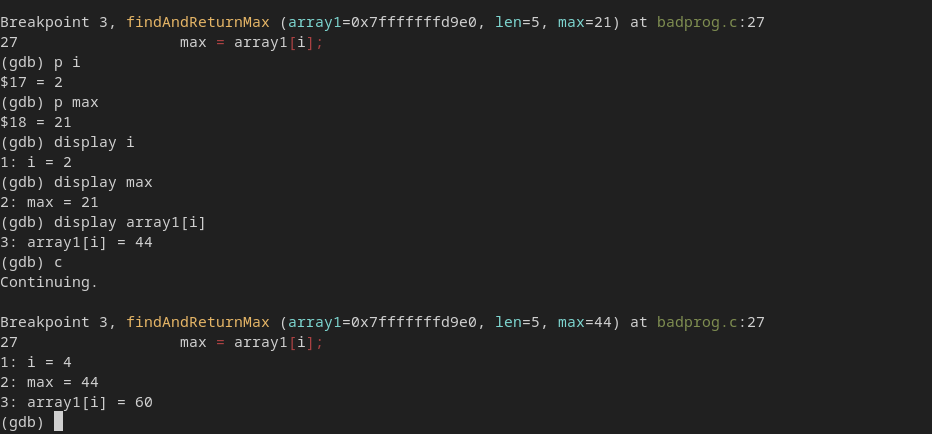 Breakpoint 3, findAndReturnMax (array1=0x7fffffffd9e0, len=5, max=21) at badprog.c:27
27                  max = array1[i];
(gdb) p i
$17 = 2
(gdb) p max
$18 = 21
(gdb) display i
1: i = 2
(gdb) display max
2: max = 21
(gdb) display array1[i]
3: array1[i] = 44
(gdb) c
Continuing.
Breakpoint 3, findAndReturnMax (array1=0x7fffffffd9e0, len=5, max=44) at badprog.c:27
27                  max = array1[i];
1: i = 4
2: max = 44
3: array1[i] = 60
(gdb)